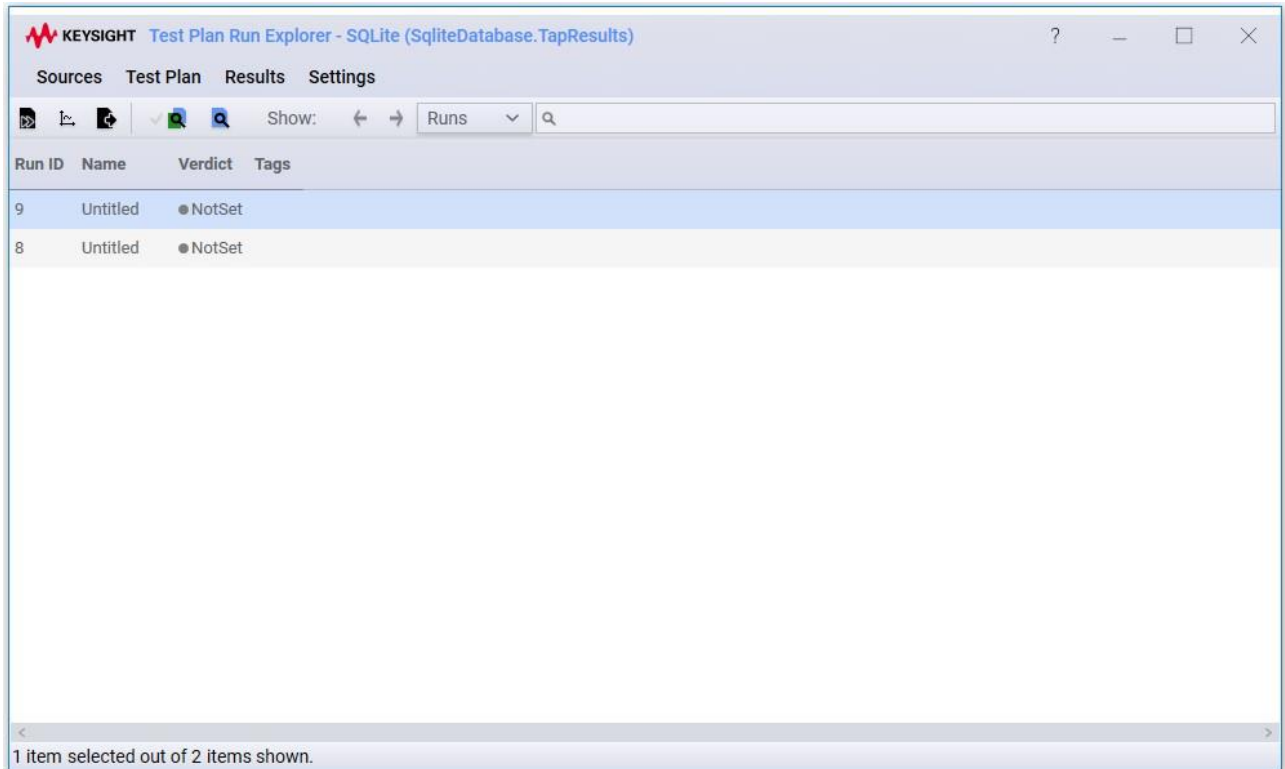 KEYSIGHT Test Plan Run Explorer - SQLite (SqliteDatabase.TapResults) ?
Sources Test Plan Results Settings
Show: Runs
Run ID Name Verdict Tags
9 Untitled NotSet
8 Untitled NotSet
1 item selected out of 2 items shown.